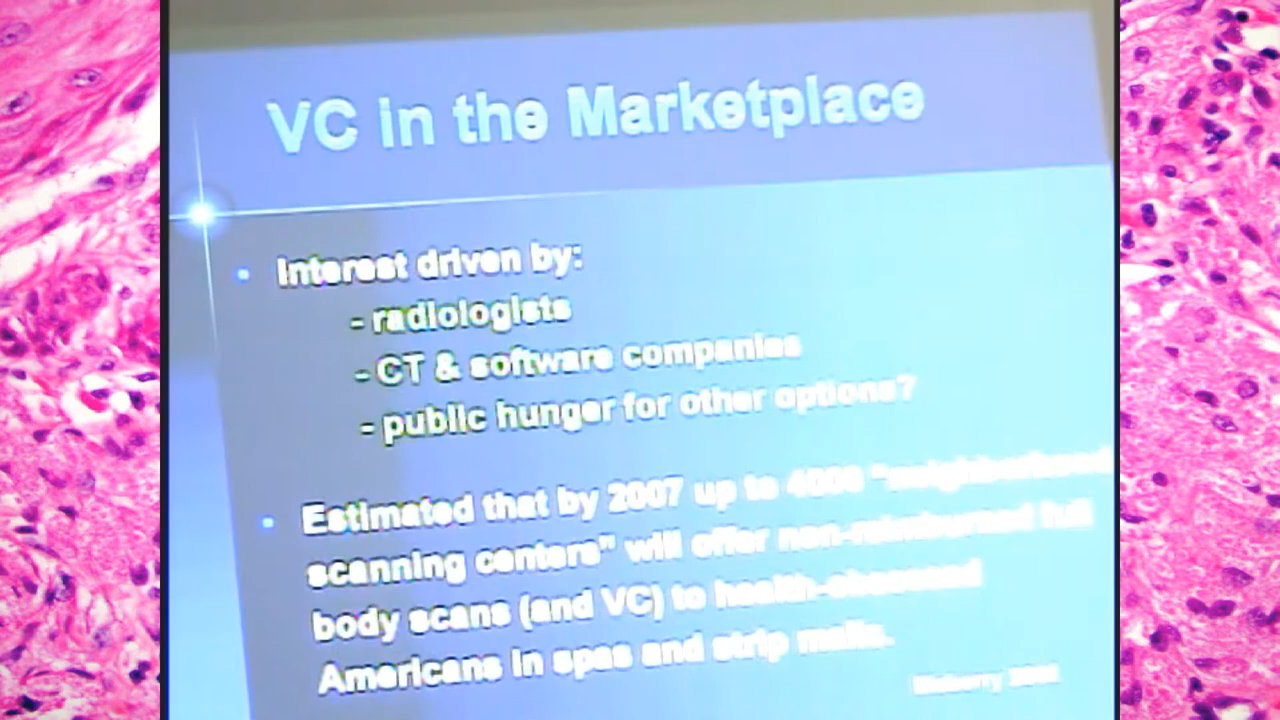 VC in the Marketplace
• Interest driven by:
- radiologists
- CT & software companies
- public hunger for other options?
• Estimated that by 2007 up to 4000 "neighborhood
scanning centers" will offer non-reimbursed full
body scans (and VC) to health-obsessed
Americans in spas and strip malls.